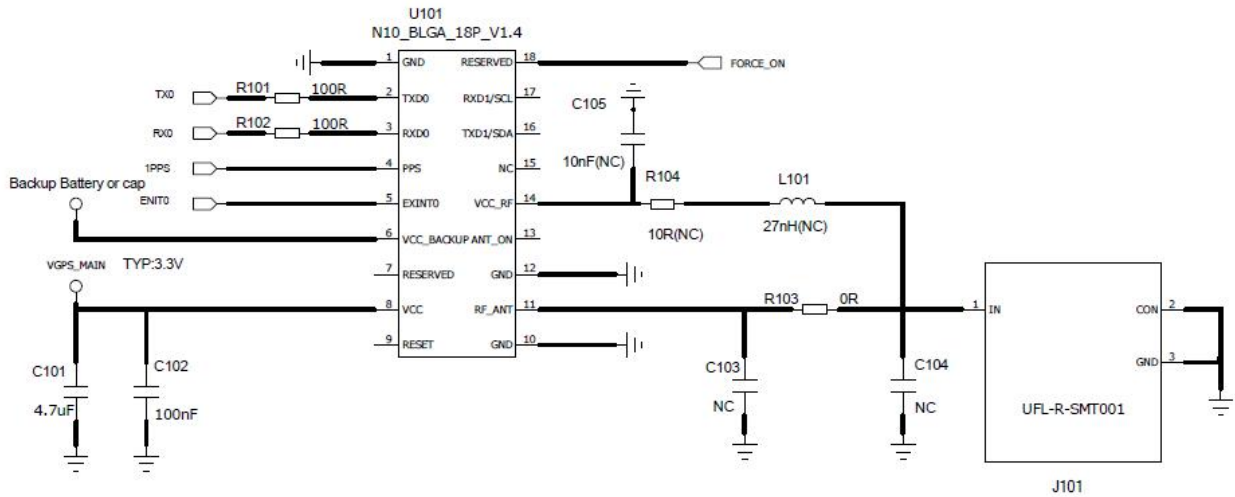 U101
N10_BLGA_18P_V1.4
1 GND RESERVED 18 FORCE_ON
TX0 R101 100R 2 TXD0 RXD1/SCL 17
RX0 R102 100R 3 RXD0 TXD1/SDA 16
1PPS 4 PPS NC 15
ENIT0 5 EXINT0 VCC_RF 14
Backup Battery or cap
6 VCC_BACKUP ANT_ON 13
VGPS_MAIN TYP:3.3V
7 RESERVED GND 12
8 VCC RF_ANT 11
9 RESET GND 10
C105
10nF(NC)
R104
10R(NC)
L101
27nH(NC)
R103 0R
C101
4.7uF
C102
100nF
C103
NC
C104
NC
1 IN CON 2
GND 3
UFL-R-SMT001
J101